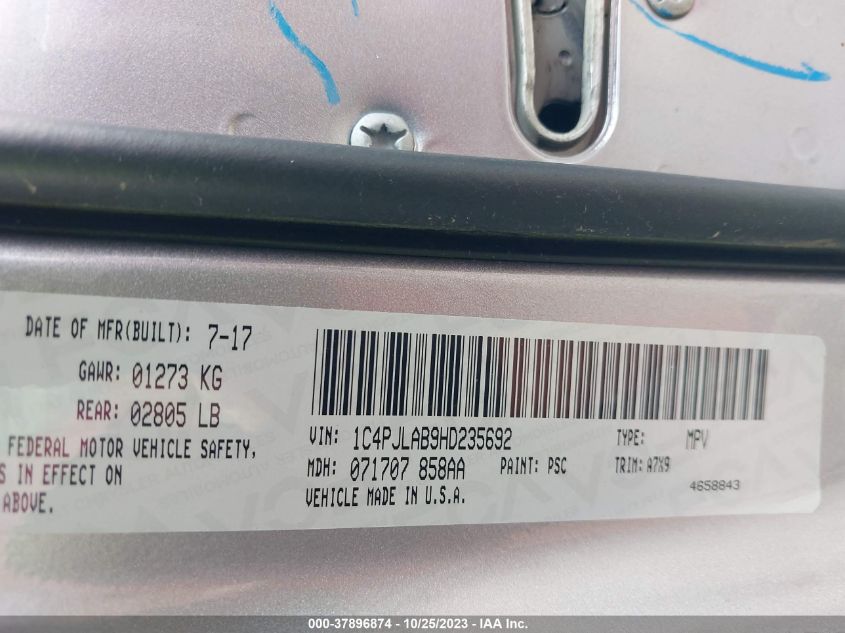 DATE OF MFR(BUILT): 7-17
GAWR: 01273 KG
REAR: 02805 LB
FEDERAL MOTOR VEHICLE SAFETY,
S IN EFFECT ON
ABOVE.
VIN: 1C4PJLAB9HD235692 TYPE: MPV
MDH: 071707 858AA PAINT: PSC TRIM: A7X9
VEHICLE MADE IN U.S.A. 4658843
000-37896874 - 10/25/2023 - IAA Inc.